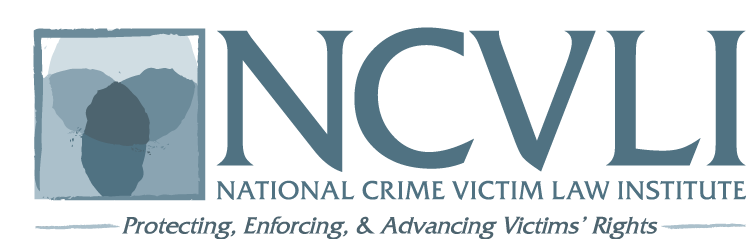 NCVLI
NATIONAL CRIME VICTIM LAW INSTITUTE
Protecting, Enforcing, & Advancing Victims’ Rights